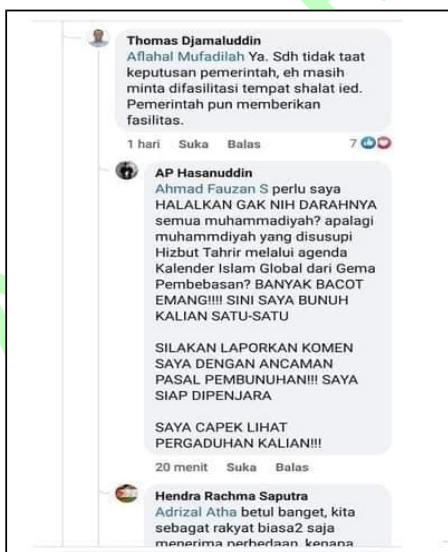 Thomas Djamaluddin
Aflahal Mufadilah Ya. Sdh tidak taat
keputusan pemerintah, eh masih
minta difasilitasi tempat shalat ied.
Pemerintah pun memberikan
fasilitas.
1 hari Suka Balas 7
AP Hasanuddin
Ahmad Fauzan S perlu saya
HALALKAN GAK NIH DARAHNYA
semua muhammadiyah? apalagi
muhammdiyah yang disusupi
Hizbut Tahrir melalui agenda
Kalender Islam Global dari Gema
Pembebasan? BANYAK BACOT
EMANG!!!! SINI SAYA BUNUH
KALIAN SATU-SATU
SILAKAN LAPORKAN KOMEN
SAYA DENGAN ANCAMAN
PASAL PEMBUNUHAN!!! SAYA
SIAP DIPENJARA
SAYA CAPEK LIHAT
PERGADUHAN KALIAN!!!
20 menit Suka Balas
Hendra Rachma Saputra
Adrizal Atha betul banget, kita
sebagat rakyat biasa2 saja
menerima perbedaan, kenapa